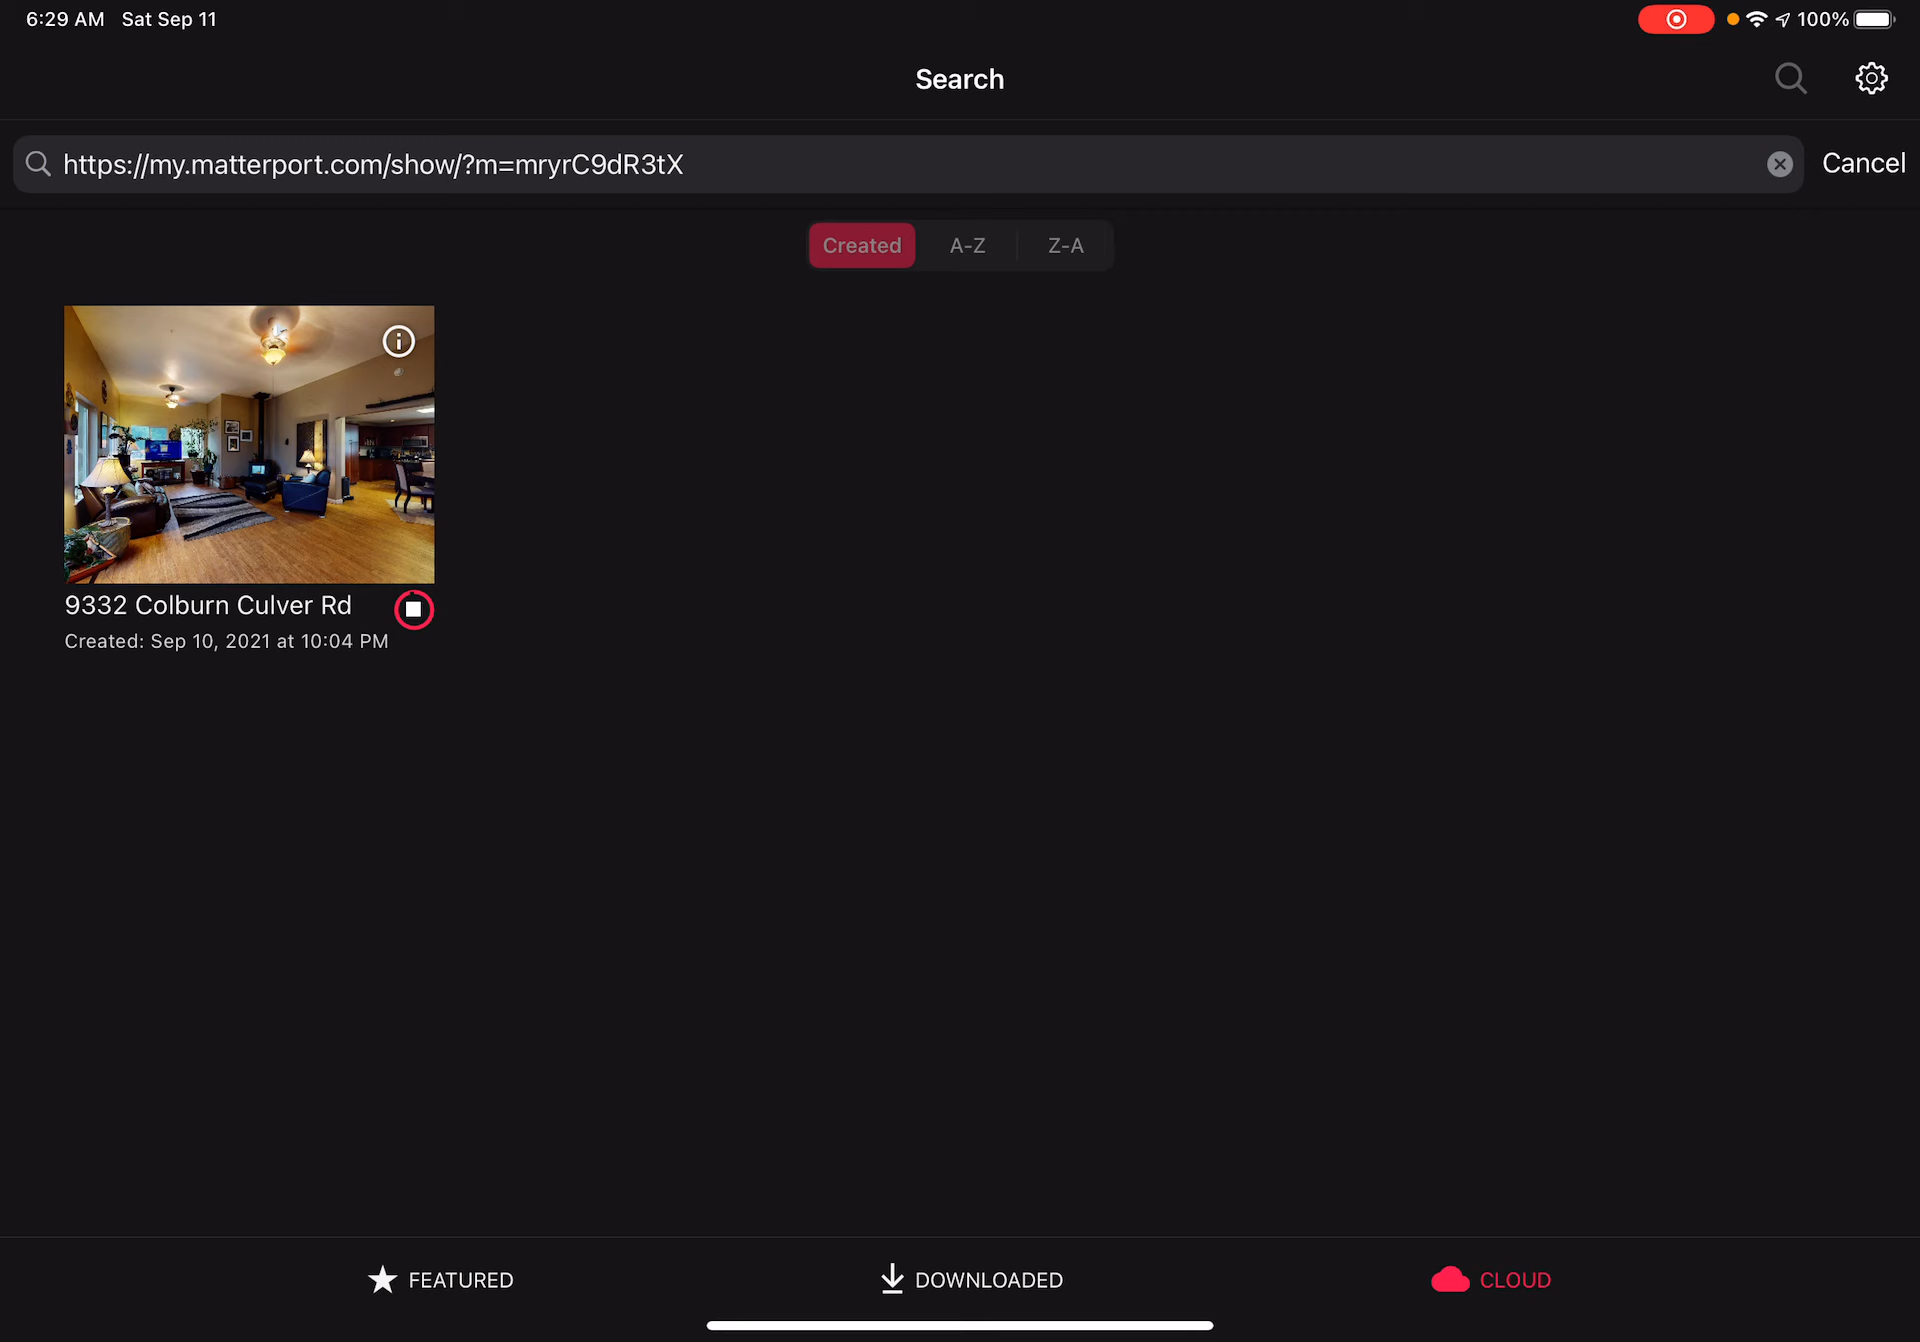 6:29 AM Sat Sep 11
100%
Search
https://my.matterport.com/show/?m=mryrC9dR3tX
Cancel
Created A-Z Z-A
9332 Colburn Culver Rd
Created: Sep 10, 2021 at 10:04 PM
FEATURED DOWNLOADED CLOUD